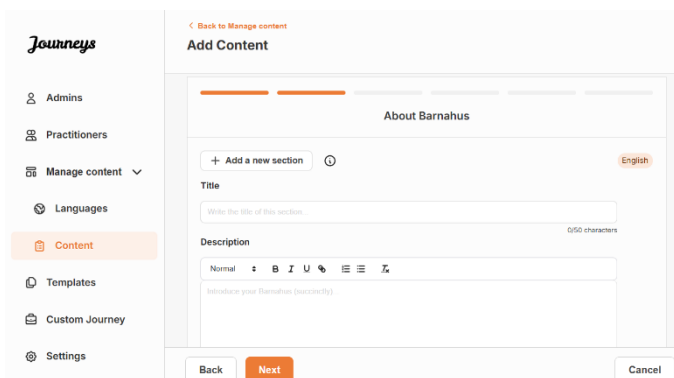 Journeys
Admins
Practitioners
Manage content
Languages
Content
Templates
Custom Journey
Settings
< Back to Manage content
Add Content
About Barnahus
+ Add a new section
English
Title
Write the title of this section...
0/50 characters
Description
Normal B I U
Introduce your Barnahus (succinctly).
Back Next Cancel